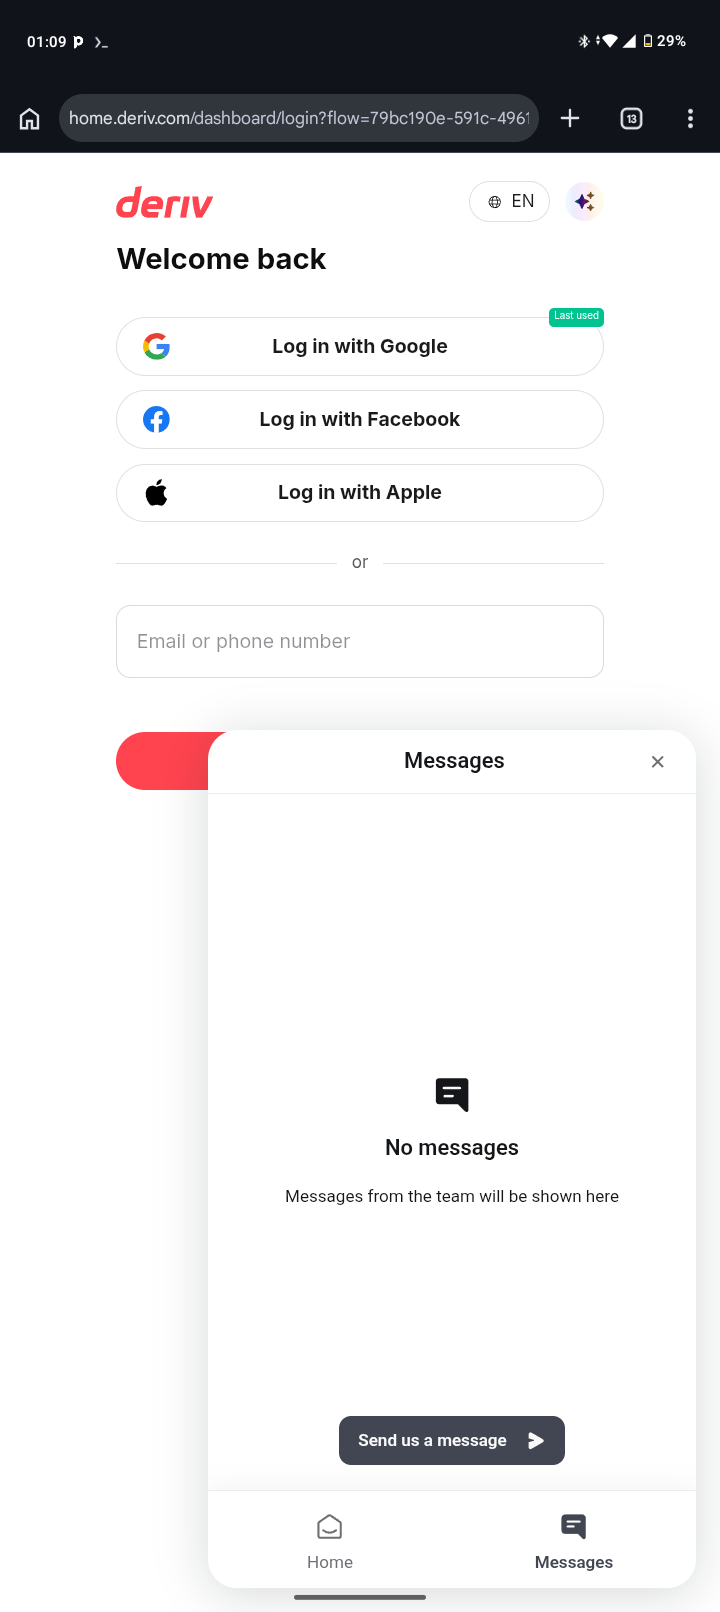 01:09
29%
home.deriv.com/dashboard/login?flow=79bc190e-591c-4961
13
deriv
EN
Welcome back
Last used
Log in with Google
Log in with Facebook
Log in with Apple
or
Email or phone number
Messages
No messages
Messages from the team will be shown here
Send us a message
Home
Messages